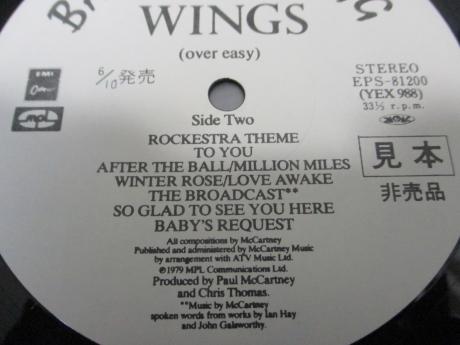 WINGS
(over easy)
EMI
Odeon
mpl
6/10発売
STEREO
EPS-81200
(YEX 988)
33⅓ r.p.m.
Side Two
ROCKESTRA THEME
TO YOU
AFTER THE BALL/MILLION MILES
WINTER ROSE/LOVE AWAKE
THE BROADCAST**
SO GLAD TO SEE YOU HERE
BABY'S REQUEST
見本
非売品
All compositions by McCartney
Published and administered by McCartney Music
by arrangement with ATV Music Ltd.
℗1979 MPL Communications Ltd.
Produced by Paul McCartney
and Chris Thomas.
**Music by McCartney
spoken words from works by Ian Hay
and John Galsworthy.